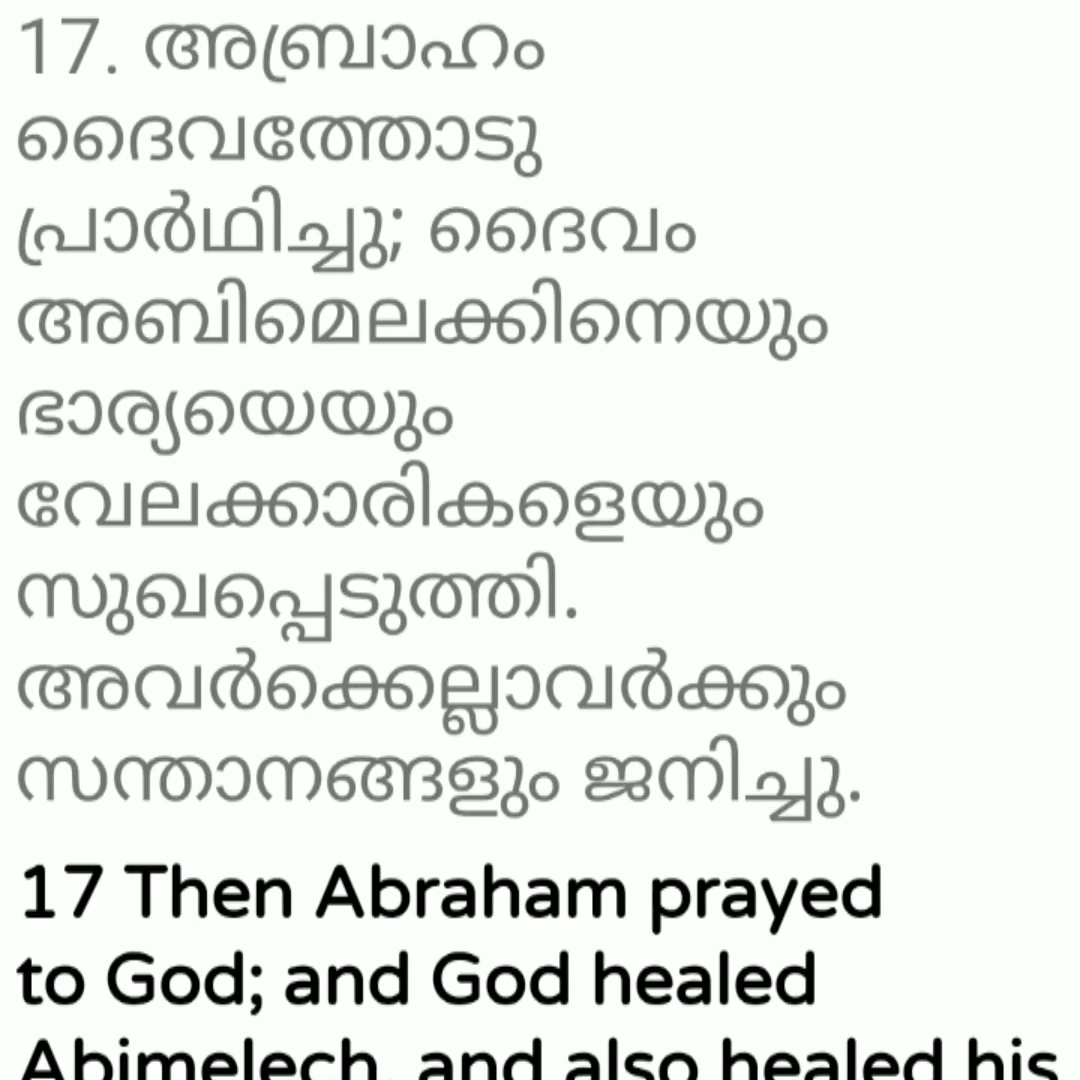 17. അബ്രാഹം
ദൈവത്തോടു
പ്രാർഥിച്ചു; ദൈവം
അബിമെലക്കിനെയും
ഭാര്യയെയും
വേലക്കാരികളെയും
സുഖപ്പെടുത്തി.
അവർക്കെല്ലാവർക്കും
സന്താനങ്ങളും ജനിച്ചു.
17 Then Abraham prayed
to God; and God healed
Abimelech, and also healed his